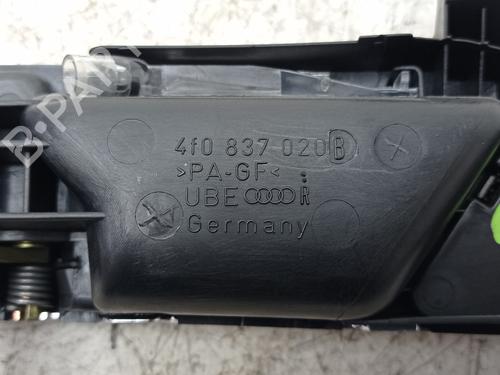 4f0 837 020 B
>PA-GF<
UBE R
Germany
B-PARTS